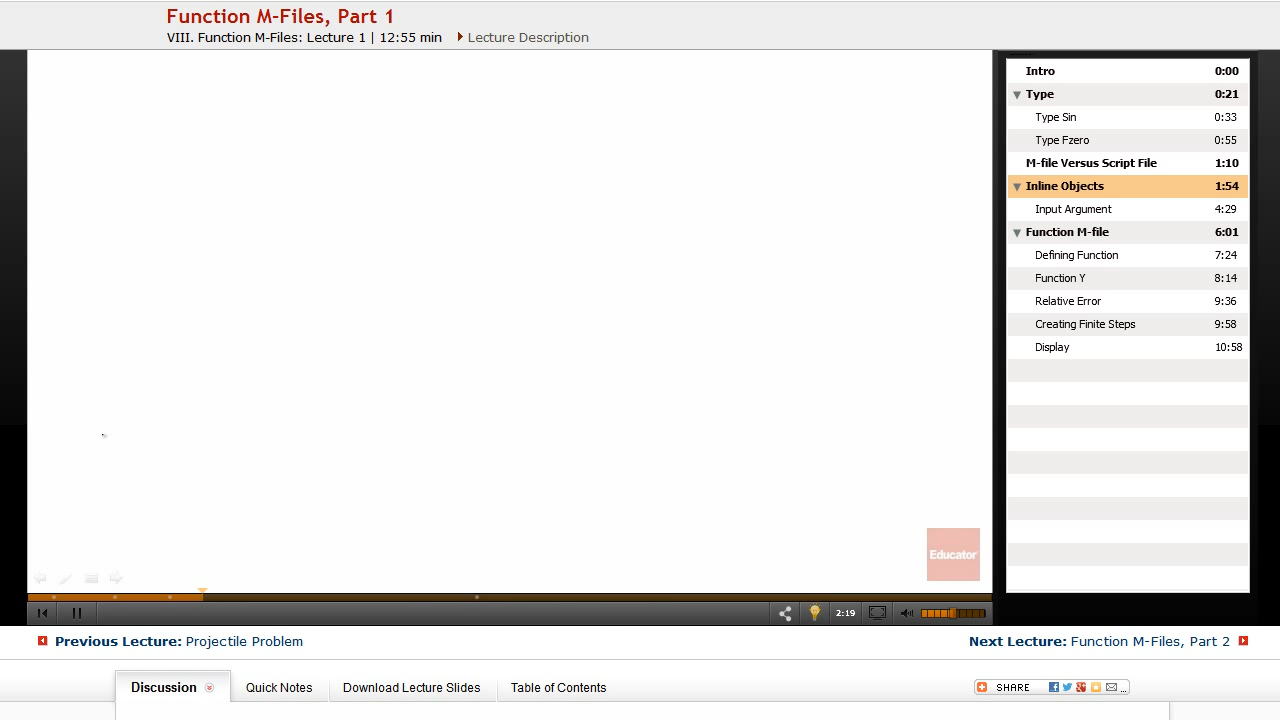 Function M-Files, Part 1
VIII. Function M-Files: Lecture 1 | 12:55 min Lecture Description
Intro 0:00
Type 0:21
Type Sin 0:33
Type Fzero 0:55
M-file Versus Script File 1:10
Inline Objects 1:54
Input Argument 4:29
Function M-file 6:01
Defining Function 7:24
Function Y 8:14
Relative Error 9:36
Creating Finite Steps 9:58
Display 10:58
Educator
2:19
Previous Lecture: Projectile Problem
Next Lecture: Function M-Files, Part 2
Discussion Quick Notes Download Lecture Slides Table of Contents
SHARE ...